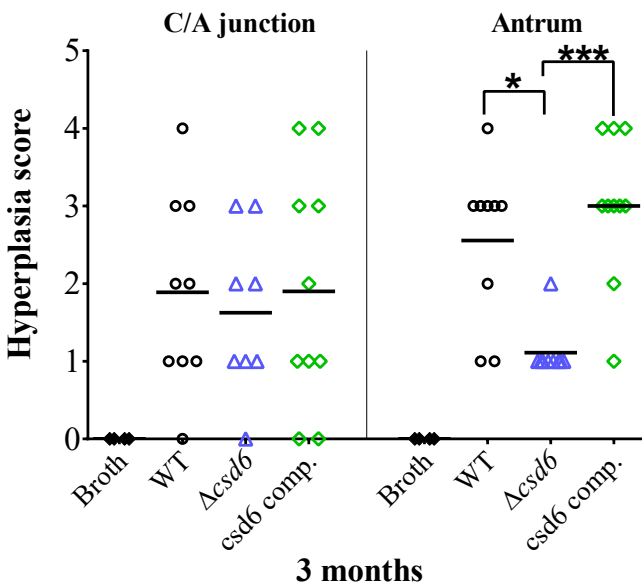 C/A junction Antrum
* ***
Hyperplasia score
5
4
3
2
1
0
Broth WT Δcsd6 csd6 comp. Broth WT Δcsd6 csd6 comp.
3 months